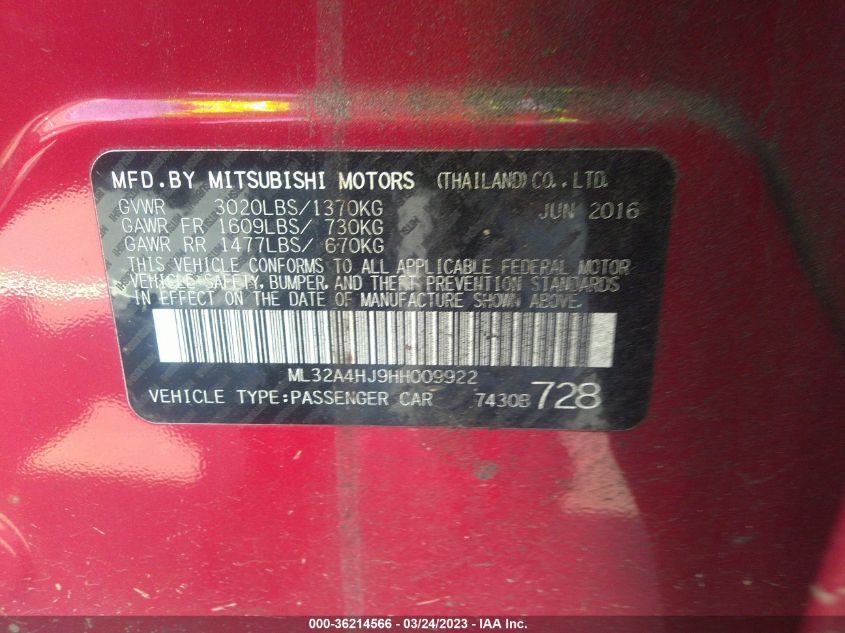 MFD.BY MITSUBISHI MOTORS (THAILAND)CO.,LTD.
GVWR 3020LBS/1370KG JUN 2016
GAWR FR 1609LBS/ 730KG
GAWR RR 1477LBS/ 670KG
THIS VEHICLE CONFORMS TO ALL APPLICABLE FEDERAL MOTOR
VEHICLE SAFETY, BUMPER, AND THEFT PREVENTION STANDARDS
IN EFFECT ON THE DATE OF MANUFACTURE SHOWN ABOVE.
ML32A4HJ9HH009922
VEHICLE TYPE:PASSENGER CAR 7430B 728
000-36214566 - 03/24/2023 - IAA Inc.